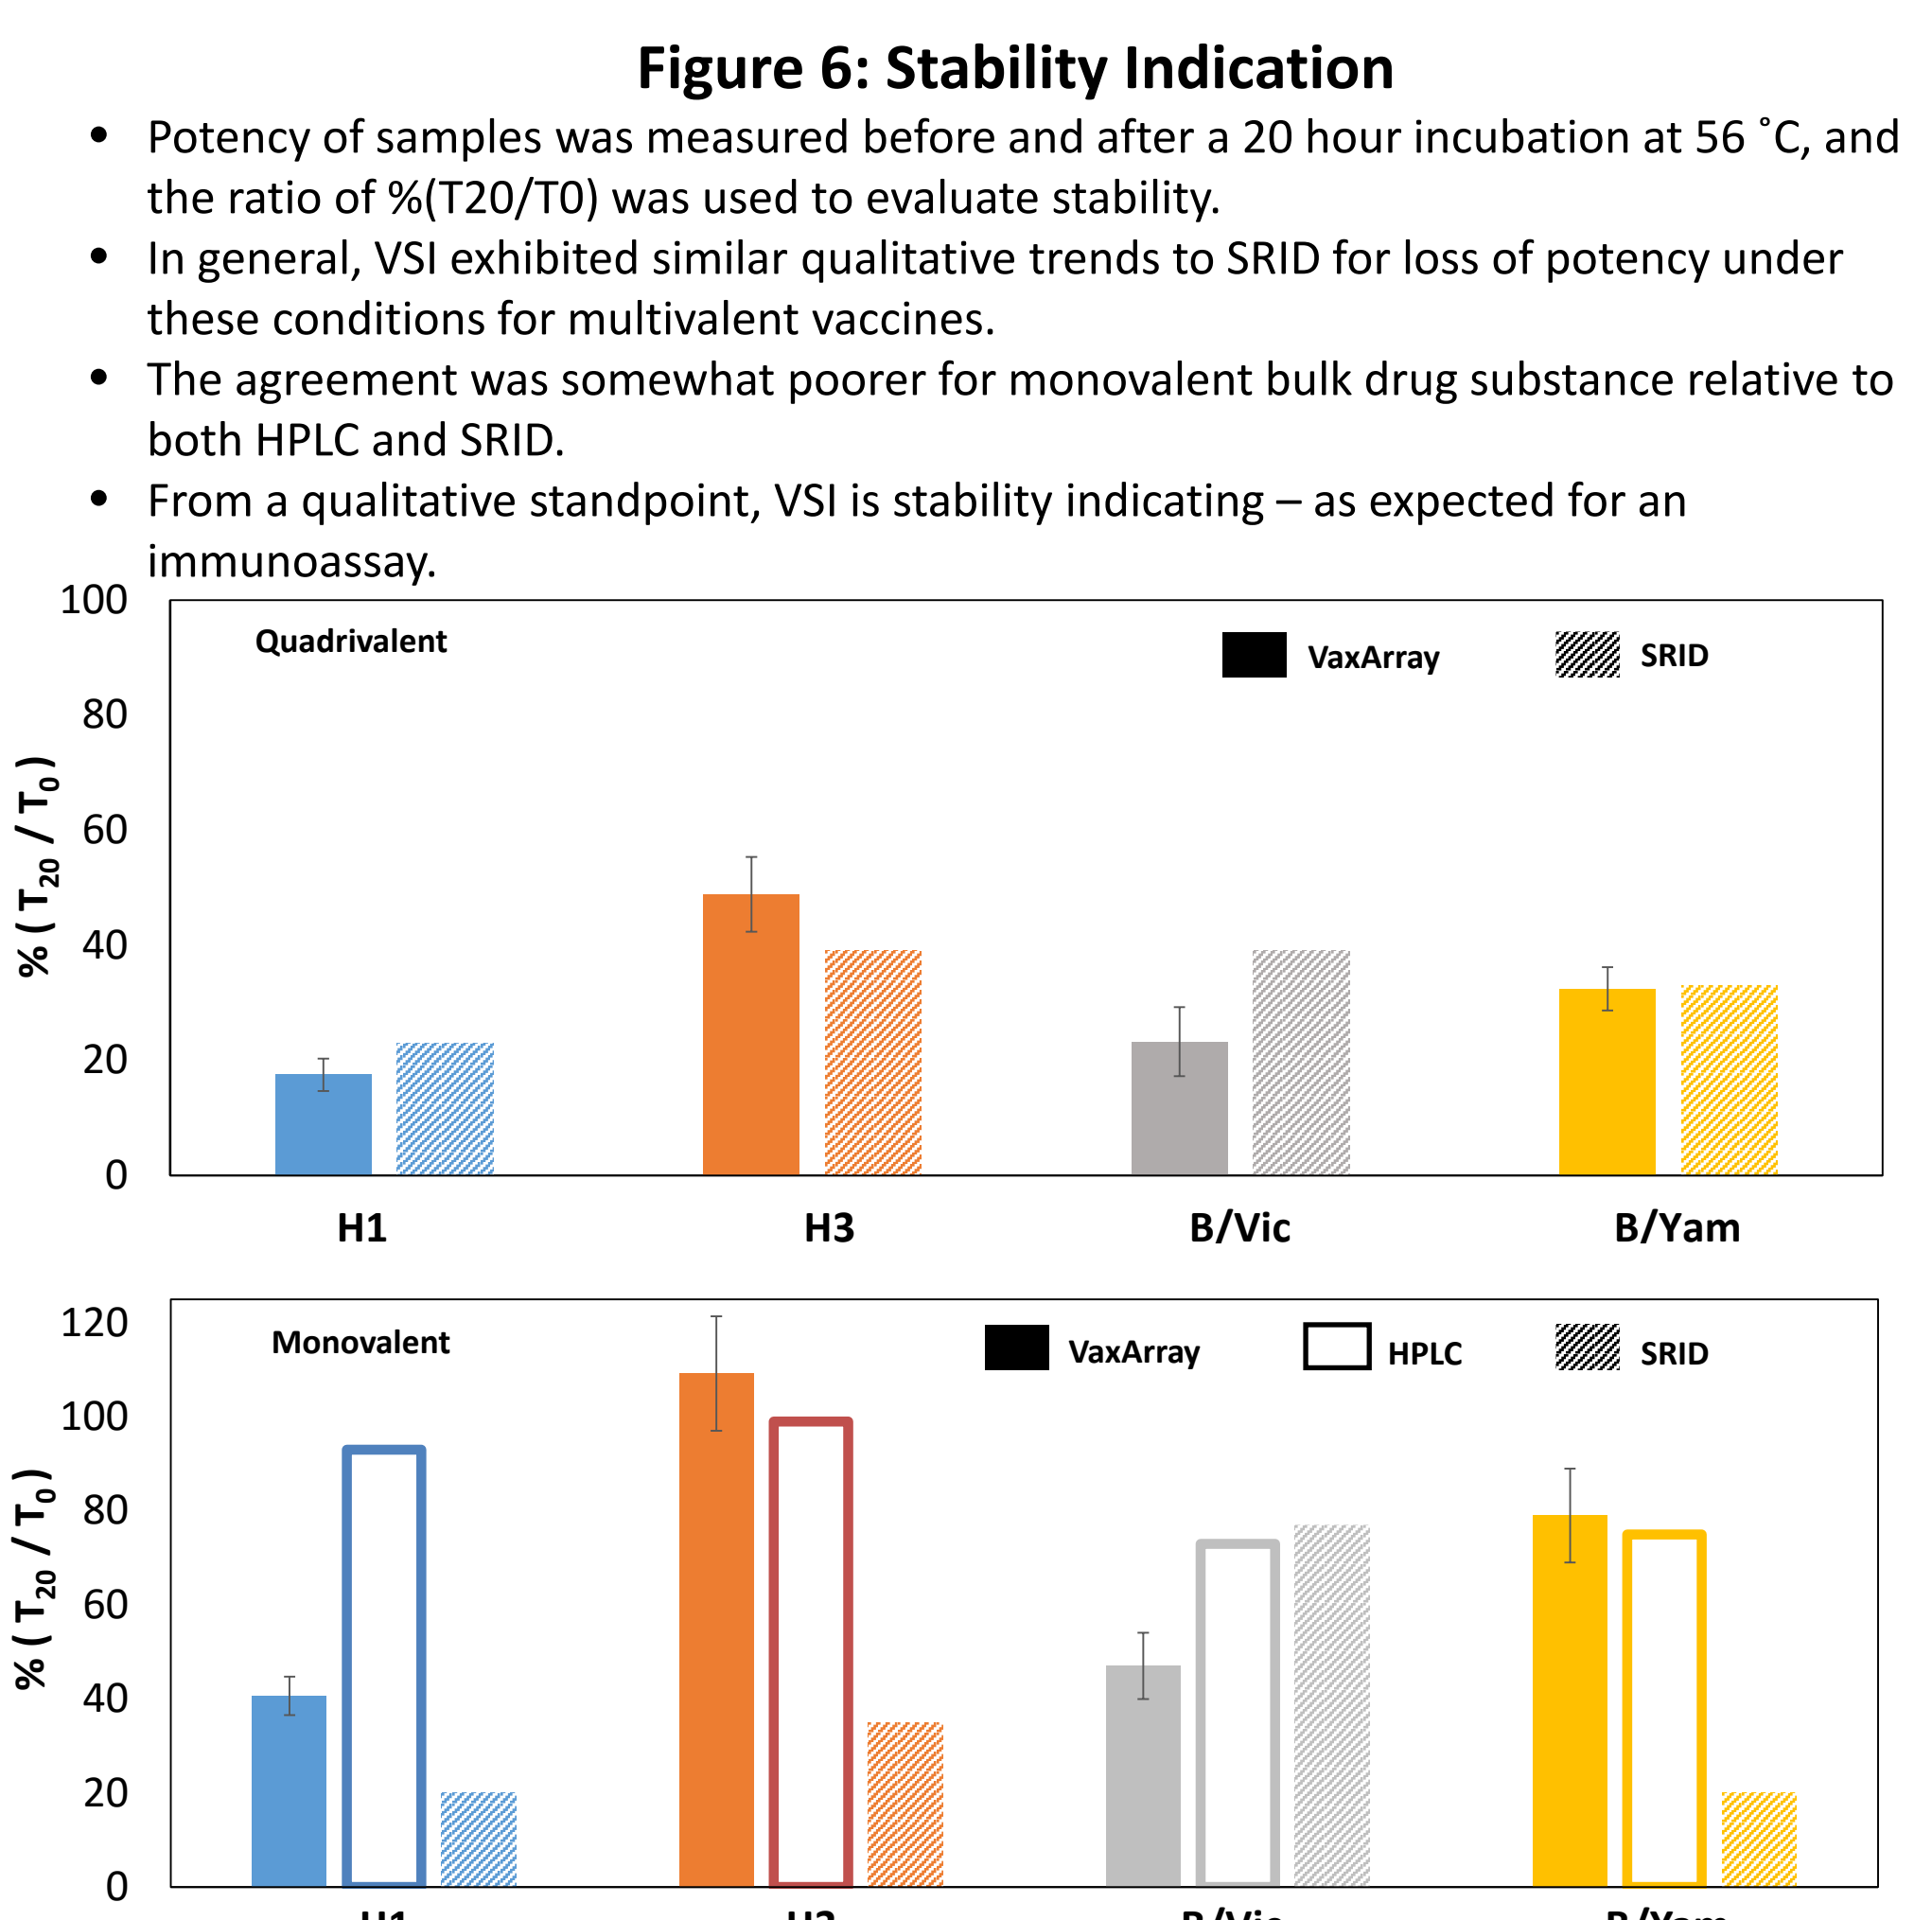 Figure 6: Stability Indication
• Potency of samples was measured before and after a 20 hour incubation at 56 ˚C, and
the ratio of %(T20/T0) was used to evaluate stability.
• In general, VSI exhibited similar qualitative trends to SRID for loss of potency under
these conditions for multivalent vaccines.
• The agreement was somewhat poorer for monovalent bulk drug substance relative to
both HPLC and SRID.
• From a qualitative standpoint, VSI is stability indicating – as expected for an
immunoassay.
100
Quadrivalent
VaxArray
SRID
80
60
40
20
0
% ( T20 / T0 )
H1
H3
B/Vic
B/Yam
120
Monovalent
VaxArray
HPLC
SRID
100
80
60
40
20
0
% ( T20 / T0 )
H1
H3
B/Vic
B/Yam